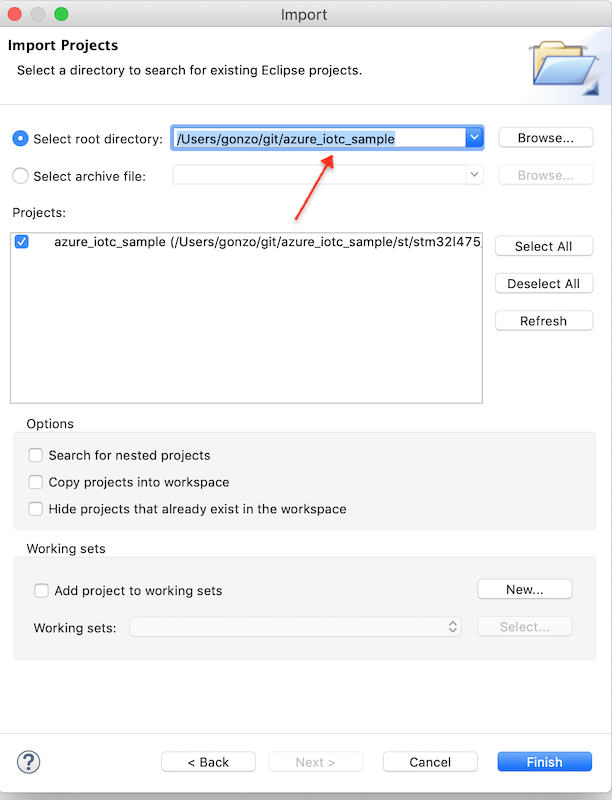 Import
Import Projects
Select a directory to search for existing Eclipse projects.
Select root directory: /Users/gonzo/git/azure_iotc_sample Browse...
Select archive file: Browse...
Projects:
azure_iotc_sample (/Users/gonzo/git/azure_iotc_sample/st/stm32l475,
Select All
Deselect All
Refresh
Options
Search for nested projects
Copy projects into workspace
Hide projects that already exist in the workspace
Working sets
Add project to working sets New...
Working sets: Select...
? < Back Next > Cancel Finish